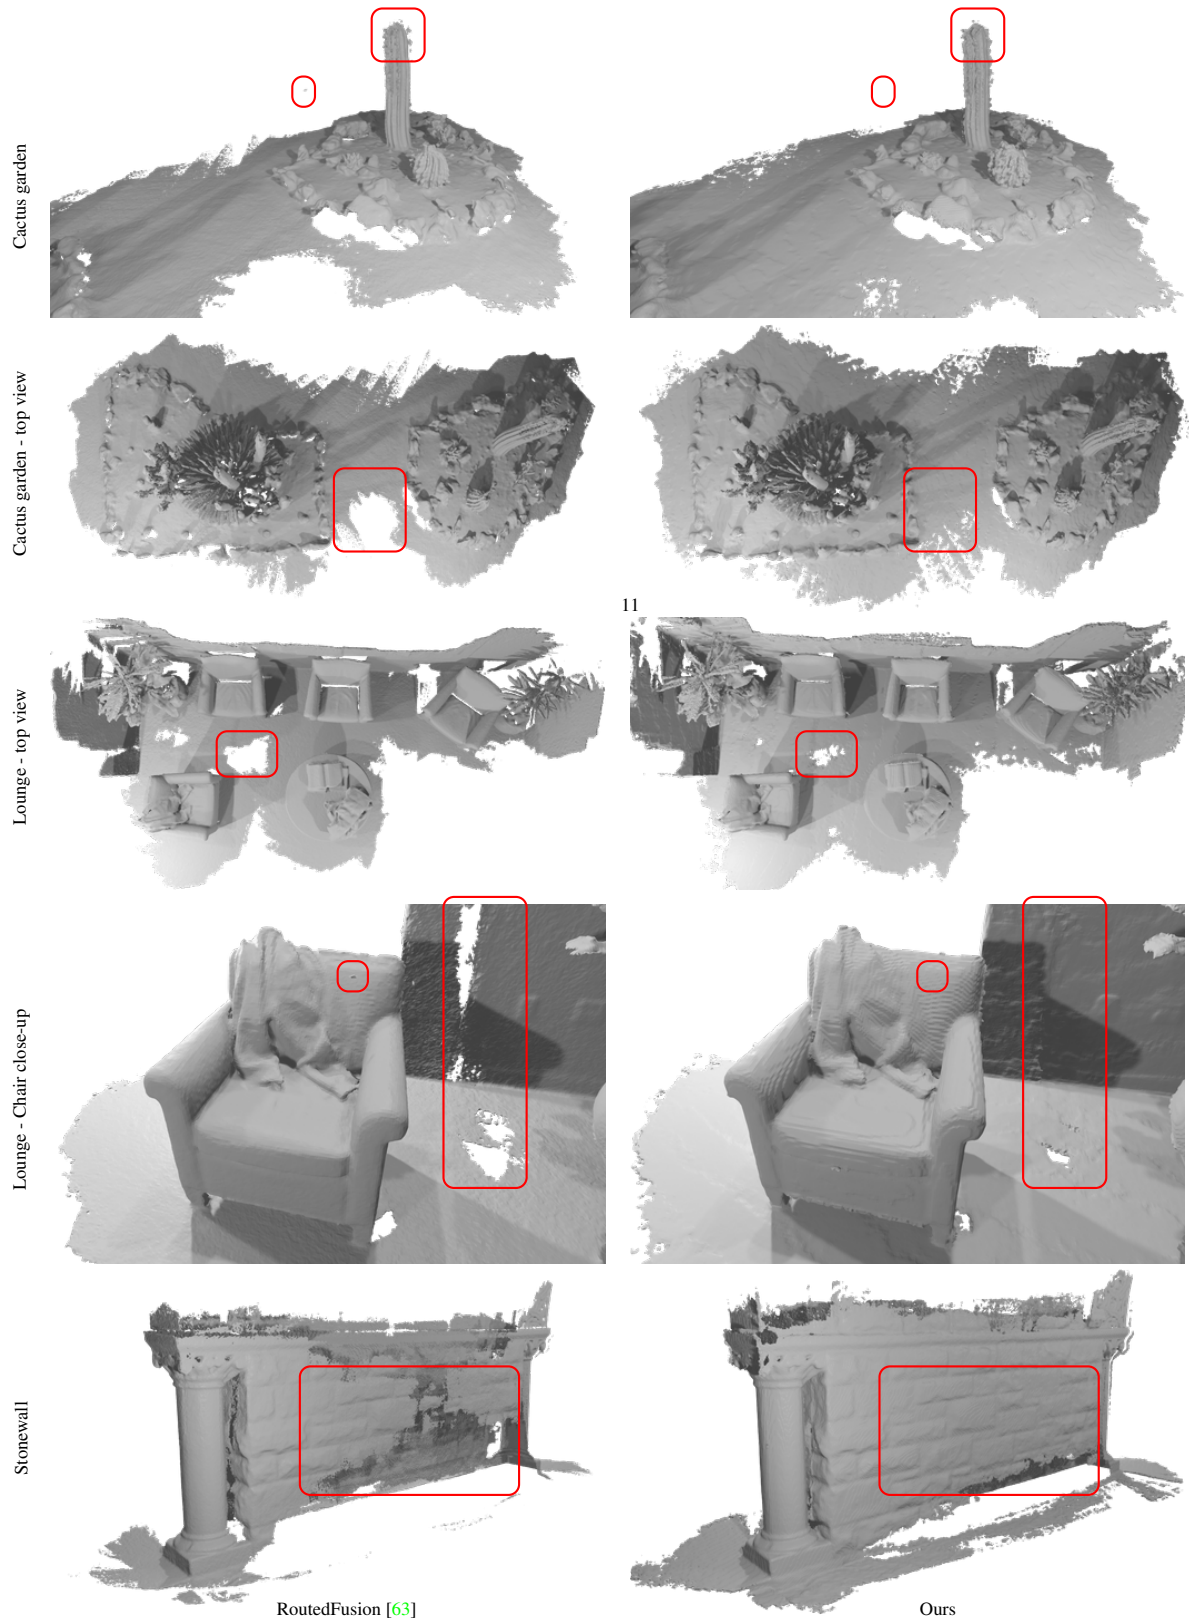 Cactus garden
Cactus garden - top view
11
Lounge - top view
Lounge - Chair close-up
Stonewall
RoutedFusion [63]
Ours